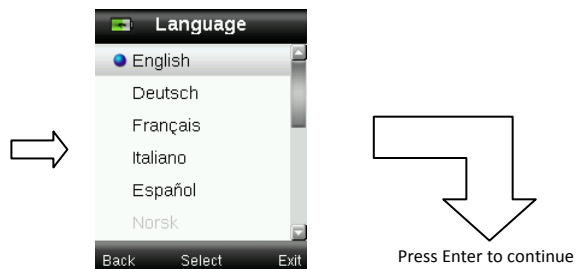 Language
English
Deutsch
Français
Italiano
Español
Norsk
Back Select Exit
Press Enter to continue